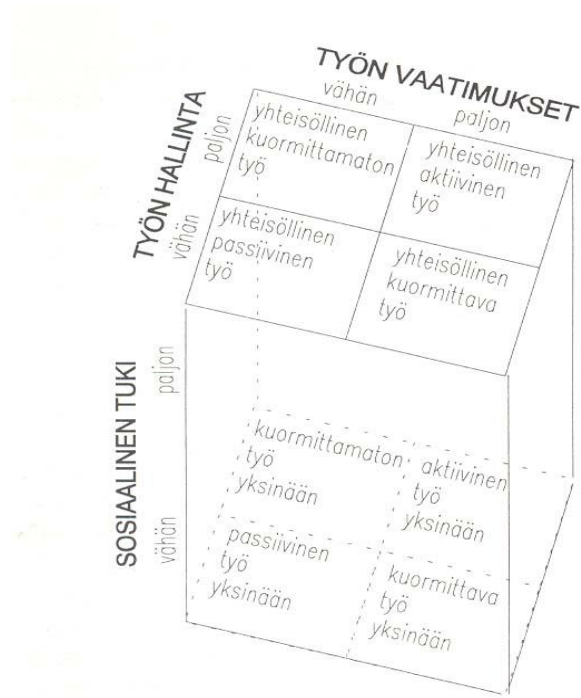 TYÖN VAATIMUKSET
vähän
paljon
TYÖN HALLINTA
paljon
vähän
yhteisöllinen
kuormittamaton
työ
yhteisöllinen
aktiivinen
työ
yhteisöllinen
passiivinen
työ
yhteisöllinen
kuormittava
työ
SOSIAALINEN TUKI
paljon
vähän
kuormittamaton
työ
yksinään
aktiivinen
työ
yksinään
passiivinen
työ
yksinään
kuormittava
työ
yksinään